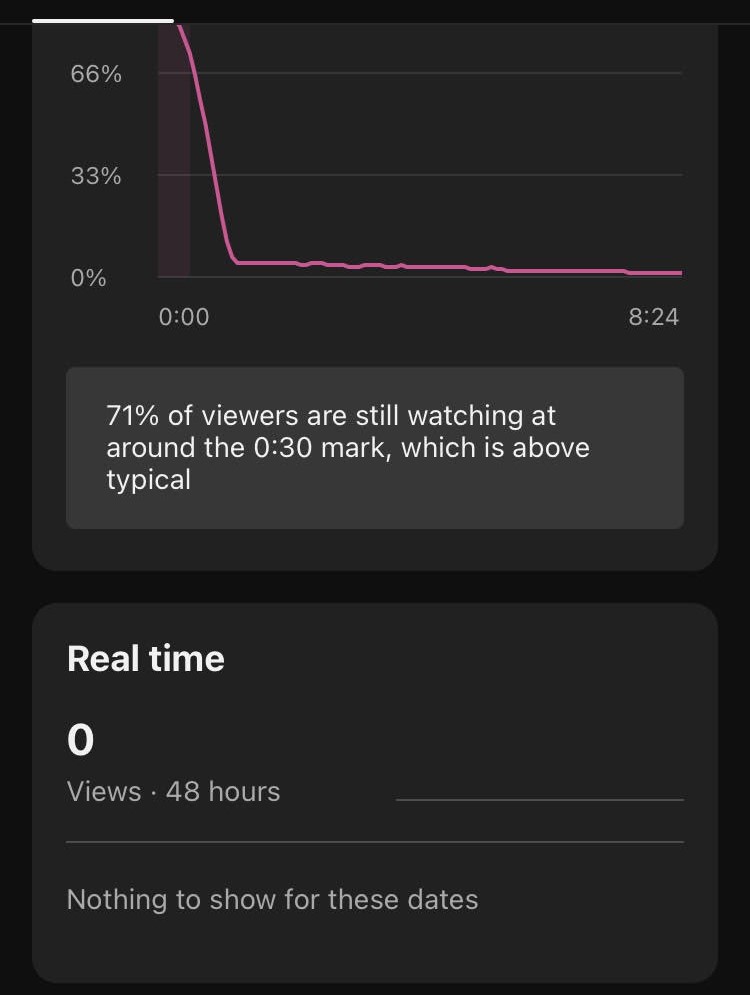 66%
33%
0%
0:00
8:24
71% of viewers are still watching at
around the 0:30 mark, which is above
typical
Real time
0
Views · 48 hours
Nothing to show for these dates